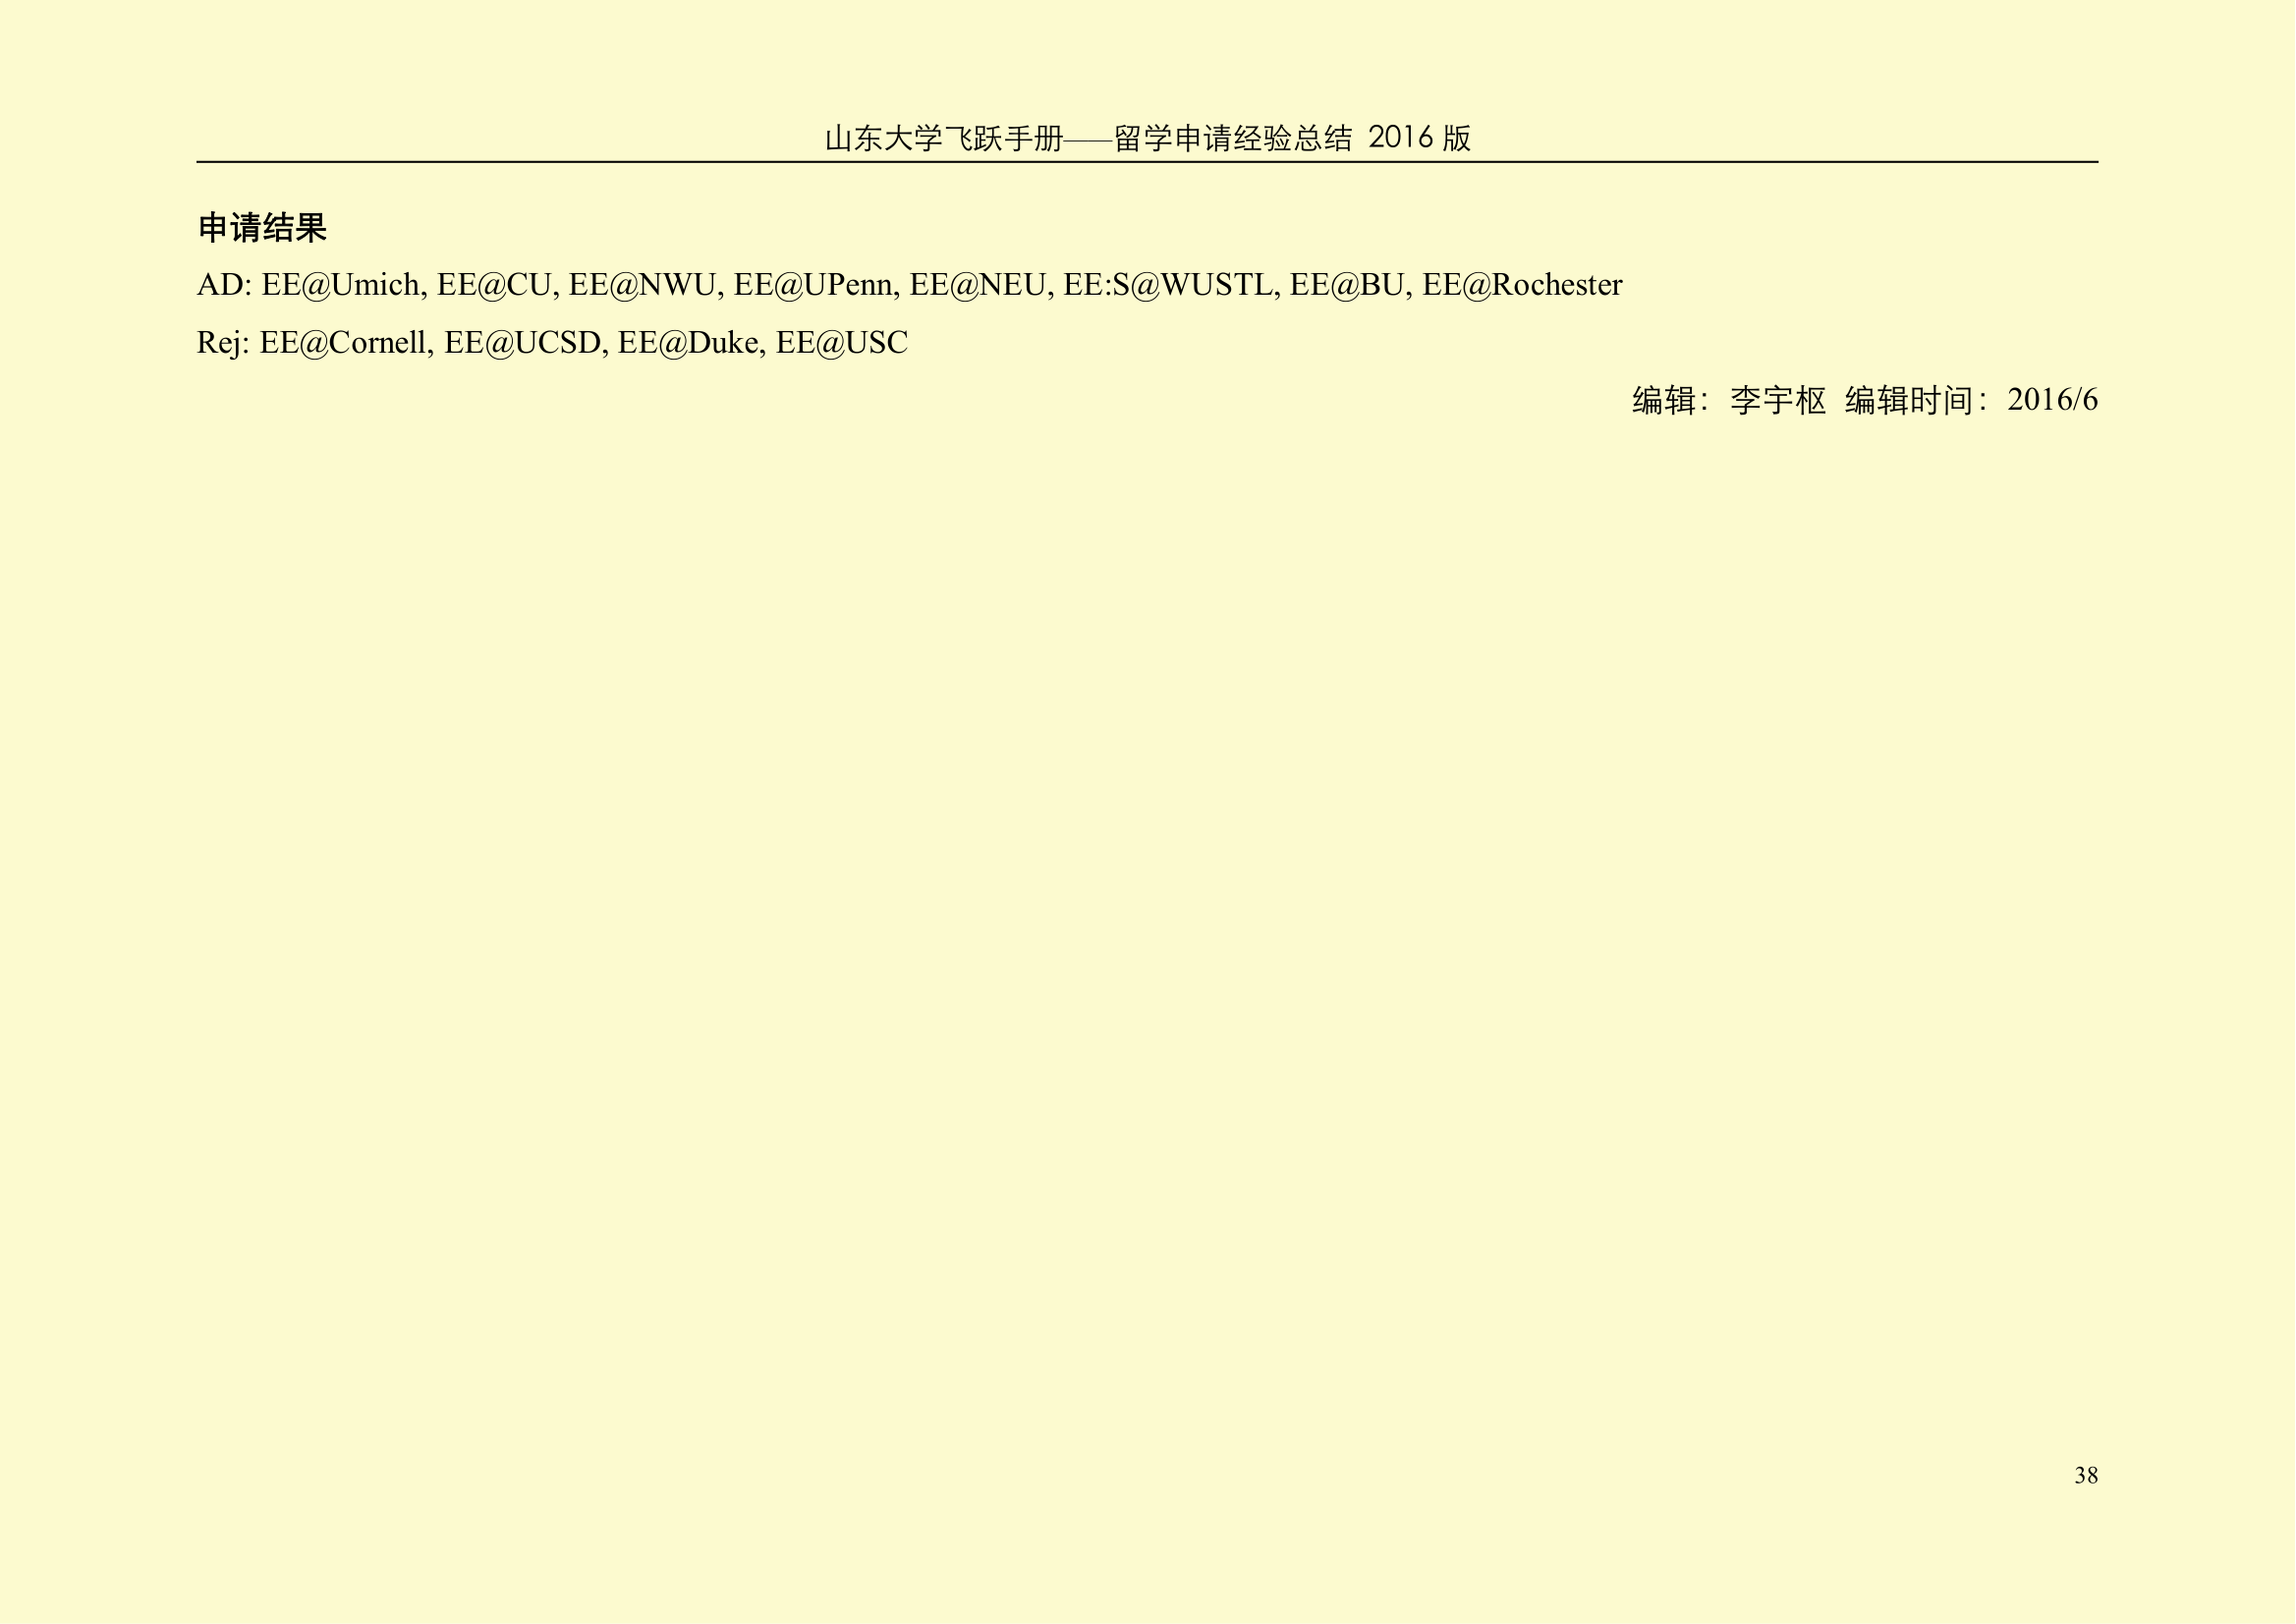 山东大学飞跃手册——留学申请经验总结 2016 版
申请结果
AD: EE@Umich, EE@CU, EE@NWU, EE@UPenn, EE@NEU, EE:S@WUSTL, EE@BU, EE@Rochester
Rej: EE@Cornell, EE@UCSD, EE@Duke, EE@USC
编辑：李宇枢 编辑时间：2016/6
38